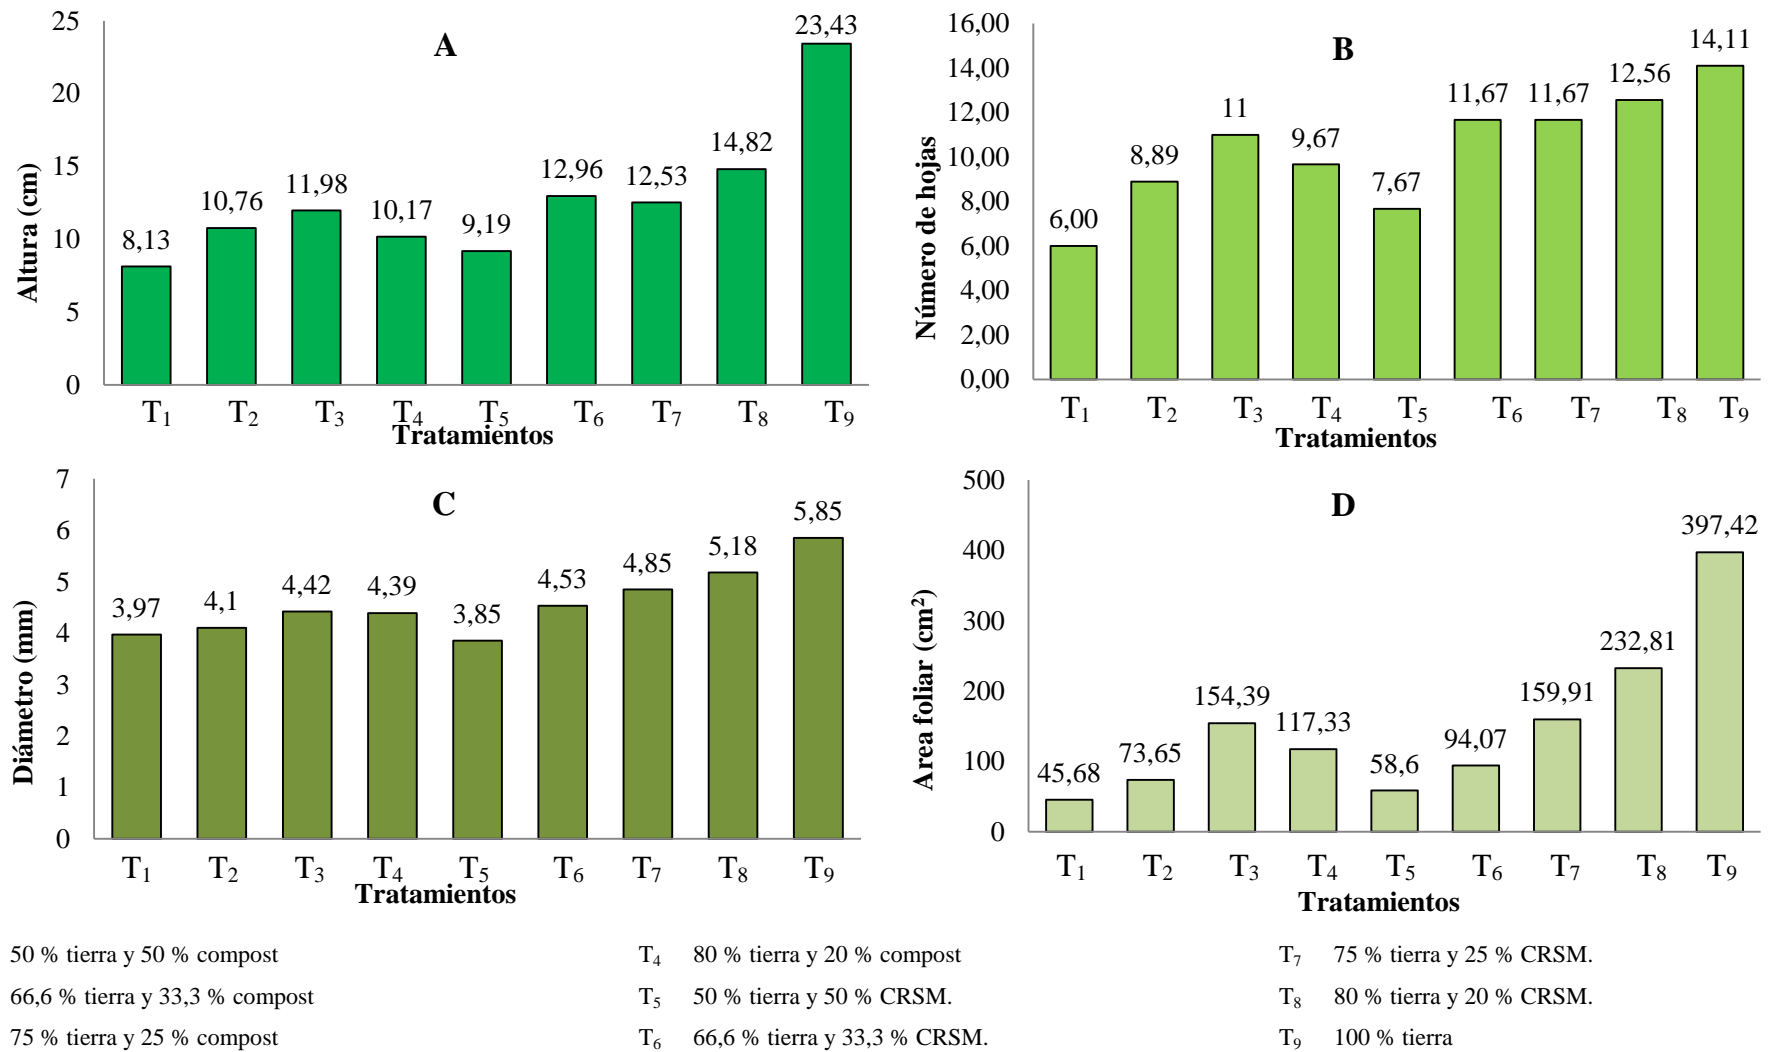 A
Altura (cm)
25
20
15
10
5
0
8,13
10,76
11,98
10,17
9,19
12,96
12,53
14,82
23,43
T1 T2 T3 T4 T5 T6 T7 T8 T9
Tratamientos
B
Número de hojas
16,00
14,00
12,00
10,00
8,00
6,00
4,00
2,00
0,00
6,00
8,89
11
9,67
7,67
11,67
11,67
12,56
14,11
T1 T2 T3 T4 T5 T6 T7 T8 T9
Tratamientos
C
Diámetro (mm)
7
6
5
4
3
2
1
0
3,97
4,1
4,42
4,39
3,85
4,53
4,85
5,18
5,85
T1 T2 T3 T4 T5 T6 T7 T8 T9
Tratamientos
D
Area foliar (cm²)
500
400
300
200
100
0
45,68
73,65
154,39
117,33
58,6
94,07
159,91
232,81
397,42
T1 T2 T3 T4 T5 T6 T7 T8 T9
Tratamientos
50 % tierra y 50 % compost
66,6 % tierra y 33,3 % compost
75 % tierra y 25 % compost
T4 80 % tierra y 20 % compost
T5 50 % tierra y 50 % CRSM.
T6 66,6 % tierra y 33,3 % CRSM.
T7 75 % tierra y 25 % CRSM.
T8 80 % tierra y 20 % CRSM.
T9 100 % tierra